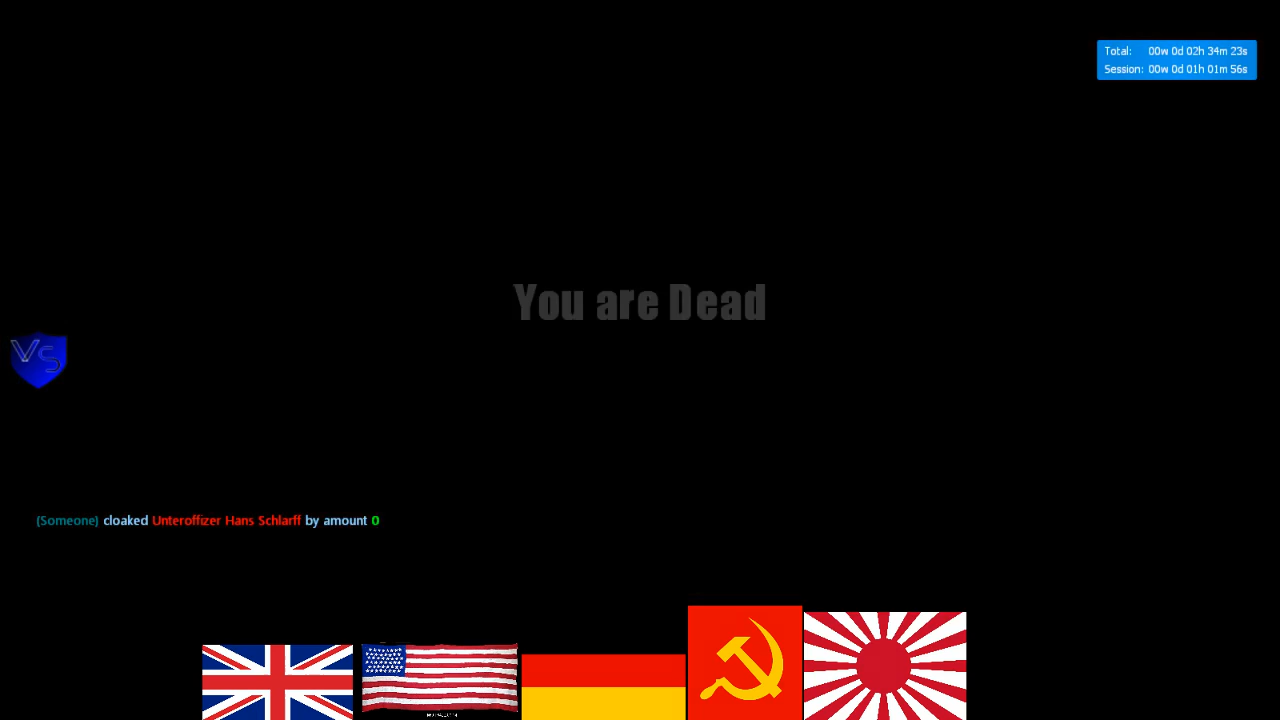 Total: 00w 0d 02h 34m 23s
Session: 00w 0d 01h 01m 56s
You are Dead
VS
(Someone) cloaked Unteroffizer Hans Schlarff by amount 0